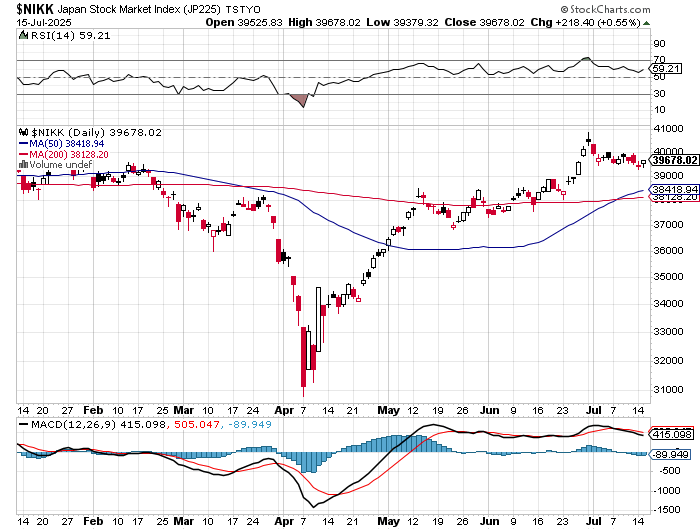 $NIKK Japan Stock Market Index (JP225) TSTYO
© StockCharts.com
15-Jul-2025 Open 39525.83 High 39678.02 Low 39379.32 Close 39678.02 Chg +218.40 (+0.55%)
RSI(14) 59.21
90
70
59.21
50
30
10
$NIKK (Daily) 39678.02
MA(50) 38418.94
MA(200) 38128.20
Volume undef
41000
39678.02
39000
38418.94
38128.20
37000
36000
35000
34000
33000
32000
31000
14 20 27 Feb 10 18 24 Mar 10 17 24 Apr 7 14 21 May 12 19 26 Jun 9 16 23 Jul 7 14
MACD(12,26,9) 415.098, 505.047, -89.949
415.098
-89.949
-500
-1000
-1500
14 20 27 Feb 10 18 24 Mar 10 17 24 Apr 7 14 21 May 12 19 26 Jun 9 16 23 Jul 7 14